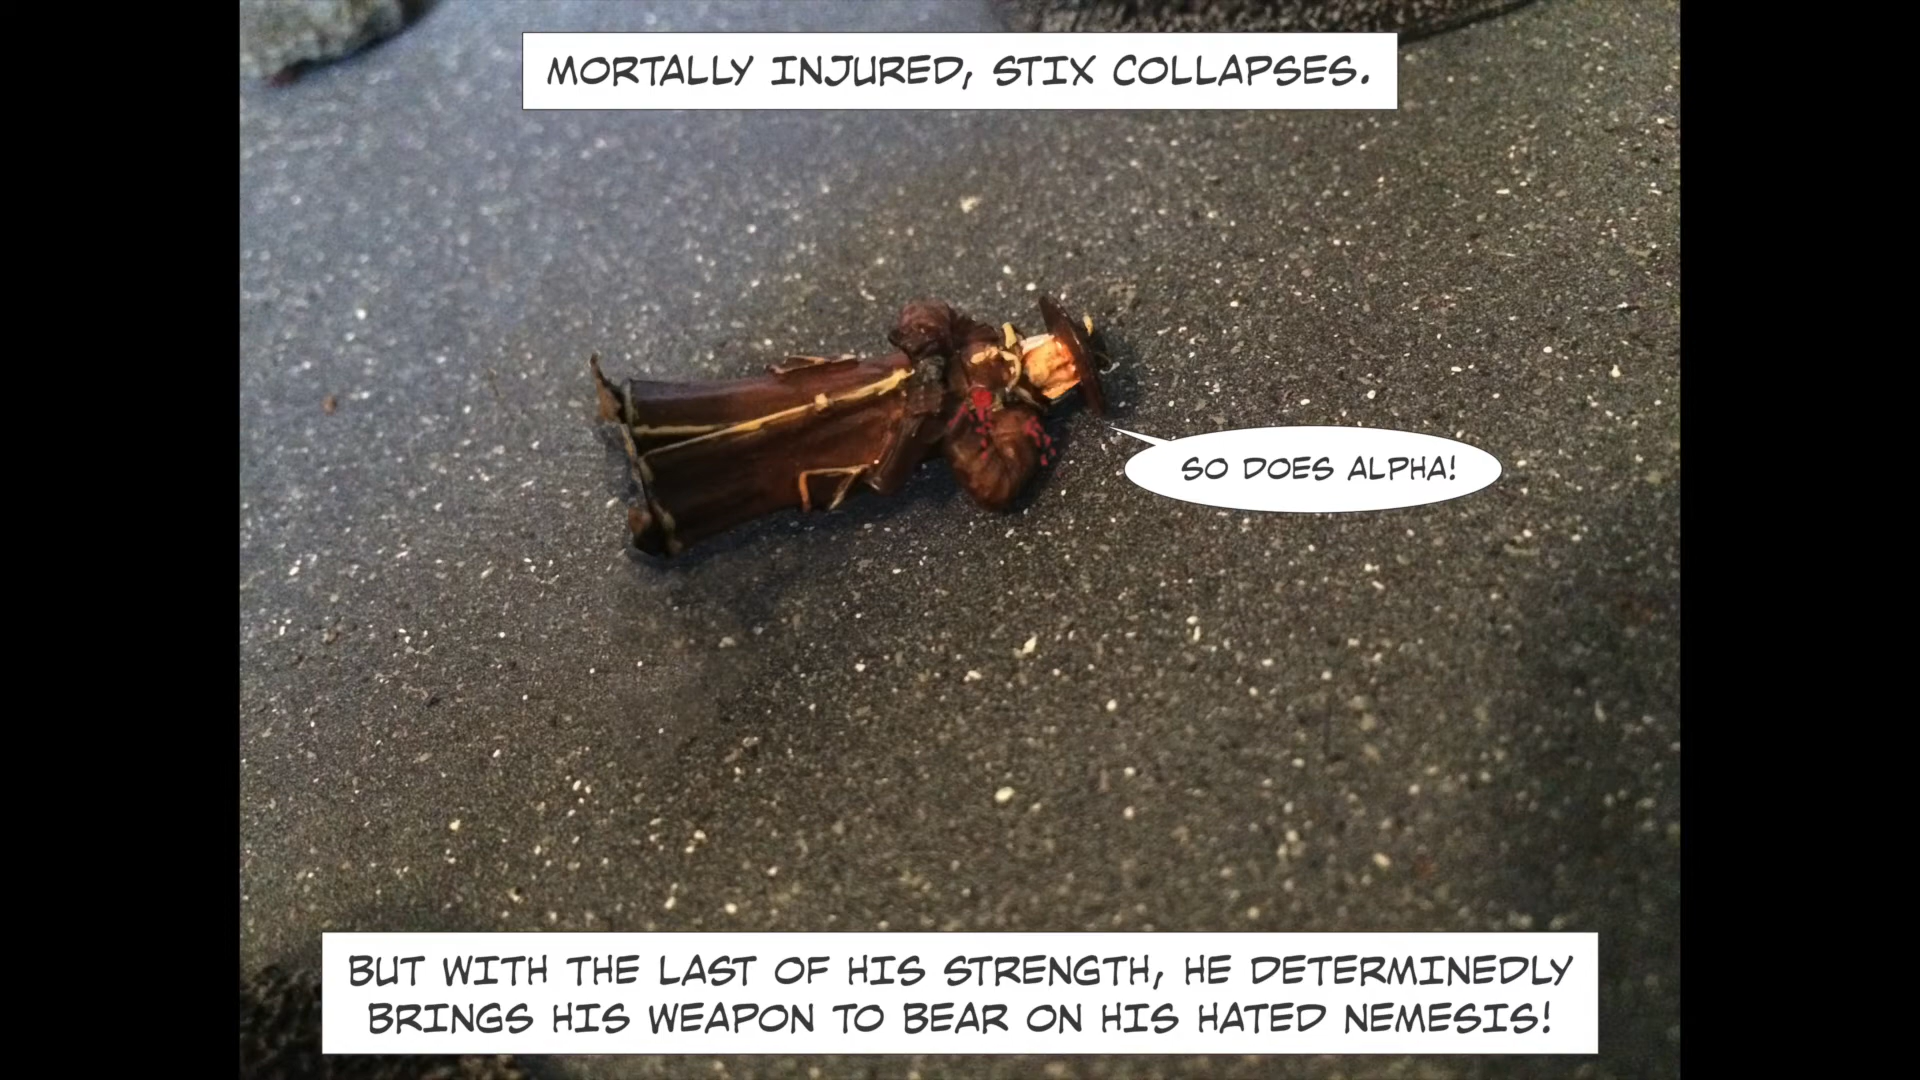 MORTALLY INJURED, STIX COLLAPSES.
SO DOES ALPHA!
BUT WITH THE LAST OF HIS STRENGTH, HE DETERMINEDLY
BRINGS HIS WEAPON TO BEAR ON HIS HATED NEMESIS!